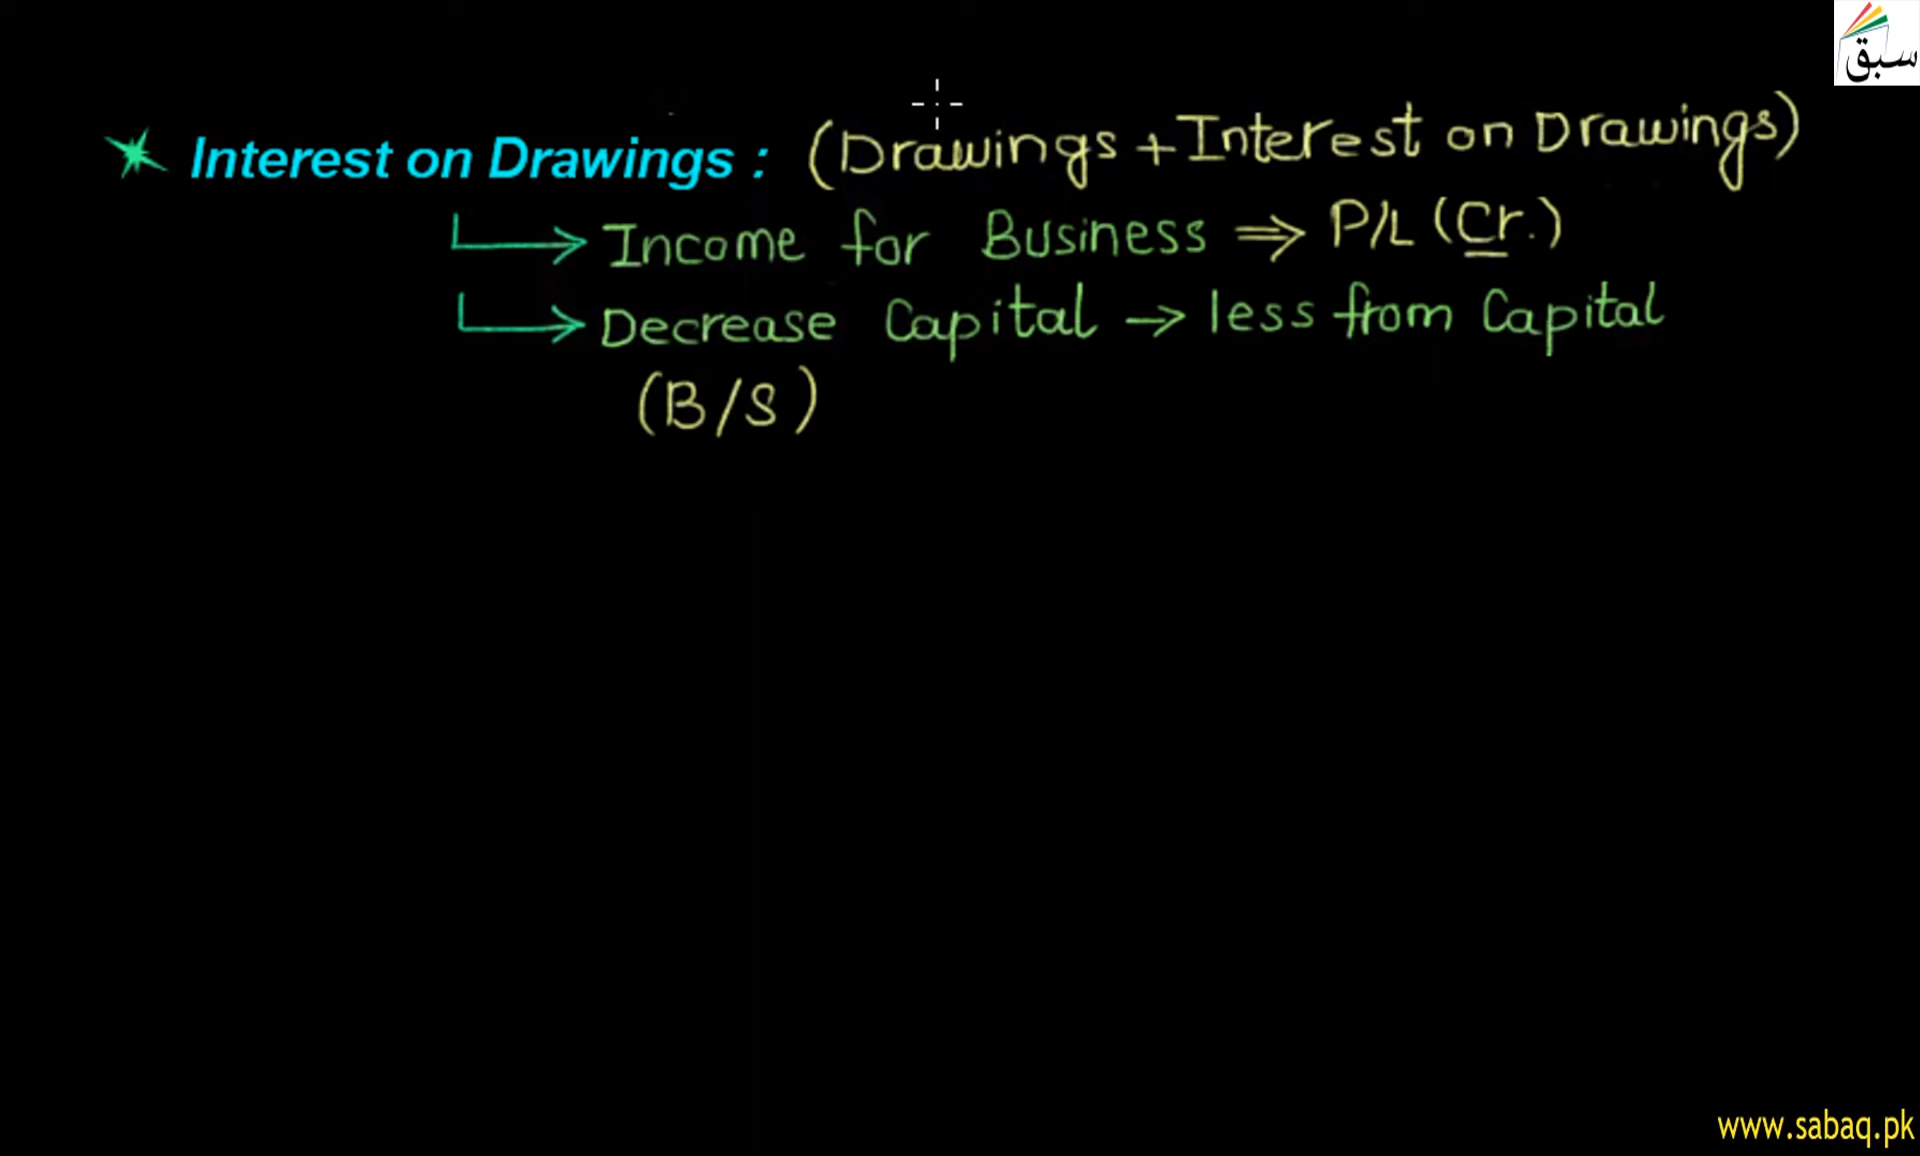 سبق
Interest on Drawings : (Drawings + Interest on Drawings)
Income for Business ⇒ P/L (Cr.)
Decrease Capital → less from Capital
(B/S)
www.sabaq.pk